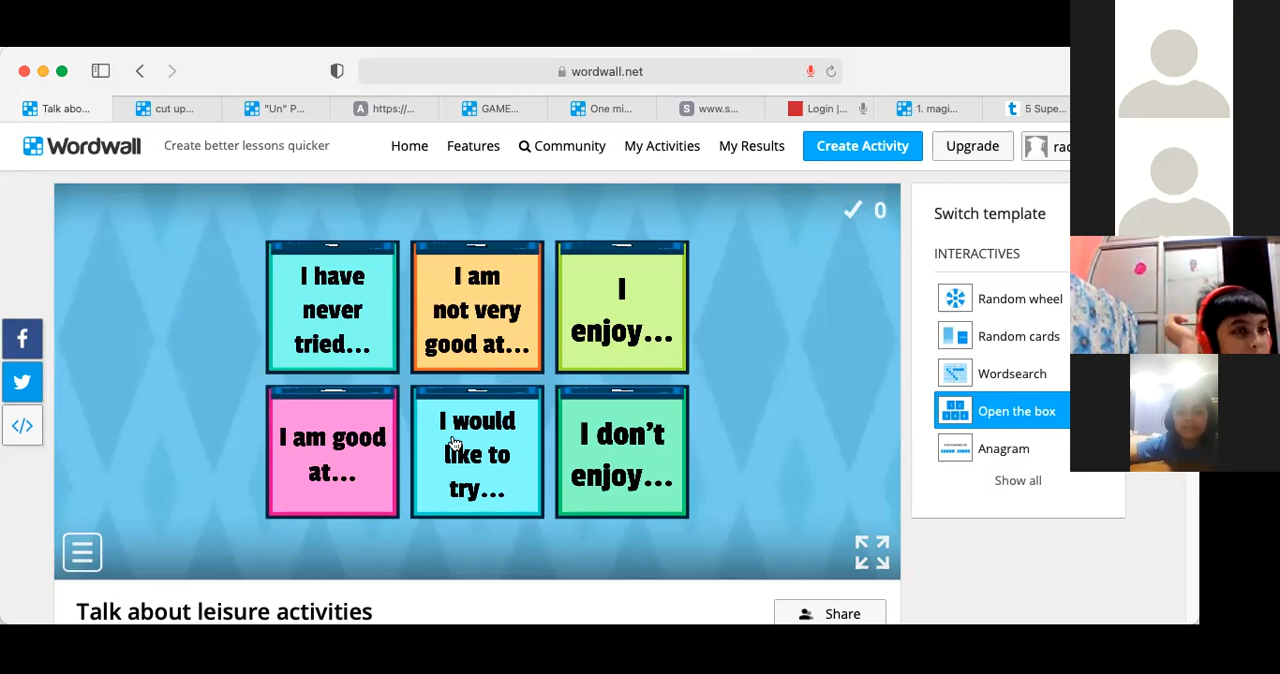 wordwall.net
Talk abo...
cut up...
"Un" P...
https://...
GAME...
One mi...
www.s...
Login |...
1. magi...
5 Supe...
Wordwall
Create better lessons quicker
Home
Features
Community
My Activities
My Results
Create Activity
Upgrade
rac
0
I have
never
tried...
I am
not very
good at...
I
enjoy...
I am good
at...
I would
like to
try...
I don't
enjoy...
Switch template
INTERACTIVES
Random wheel
Random cards
Wordsearch
Open the box
Anagram
Show all
Talk about leisure activities
Share